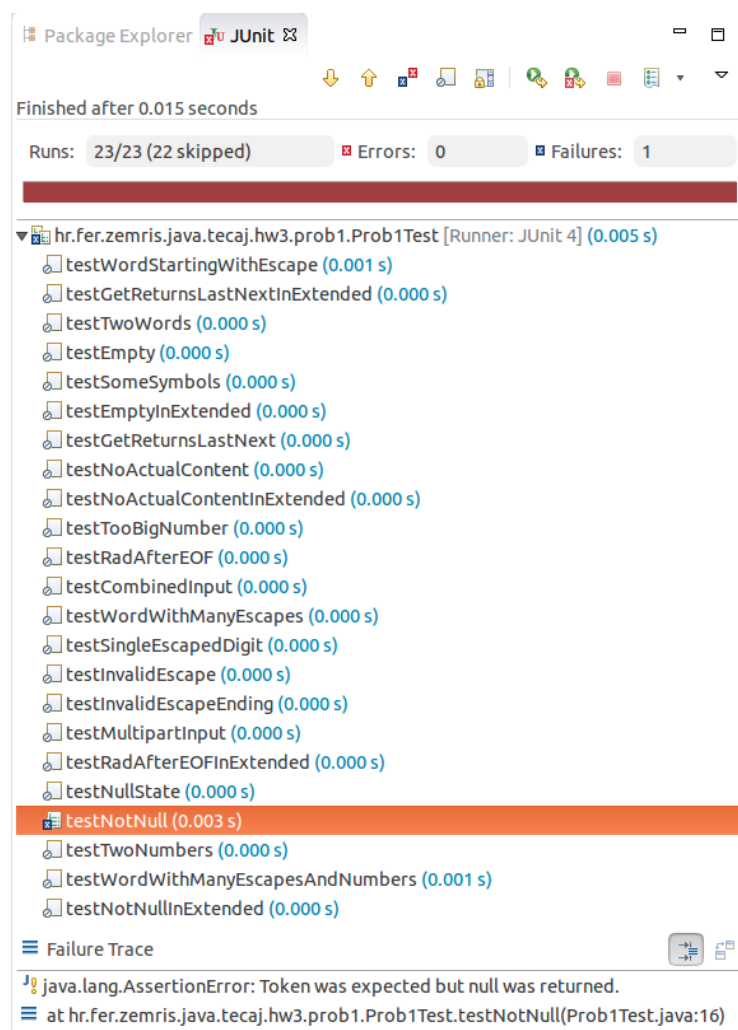 Package Explorer JUnit
Finished after 0.015 seconds
Runs: 23/23 (22 skipped) Errors: 0 Failures: 1
hr.fer.zemris.java.tecaj.hw3.prob1.Prob1Test [Runner: JUnit 4] (0.005 s)
testWordStartingWithEscape (0.001 s)
testGetReturnsLastNextInExtended (0.000 s)
testTwoWords (0.000 s)
testEmpty (0.000 s)
testSomeSymbols (0.000 s)
testEmptyInExtended (0.000 s)
testGetReturnsLastNext (0.000 s)
testNoActualContent (0.000 s)
testNoActualContentInExtended (0.000 s)
testTooBigNumber (0.000 s)
testRadAfterEOF (0.000 s)
testCombinedInput (0.000 s)
testWordWithManyEscapes (0.000 s)
testSingleEscapedDigit (0.000 s)
testInvalidEscape (0.000 s)
testInvalidEscapeEnding (0.000 s)
testMultipartInput (0.000 s)
testRadAfterEOFInExtended (0.000 s)
testNullState (0.000 s)
testNotNull (0.003 s)
testTwoNumbers (0.000 s)
testWordWithManyEscapesAndNumbers (0.001 s)
testNotNullInExtended (0.000 s)
Failure Trace
java.lang.AssertionError: Token was expected but null was returned.
at hr.fer.zemris.java.tecaj.hw3.prob1.Prob1Test.testNotNull(Prob1Test.java:16)